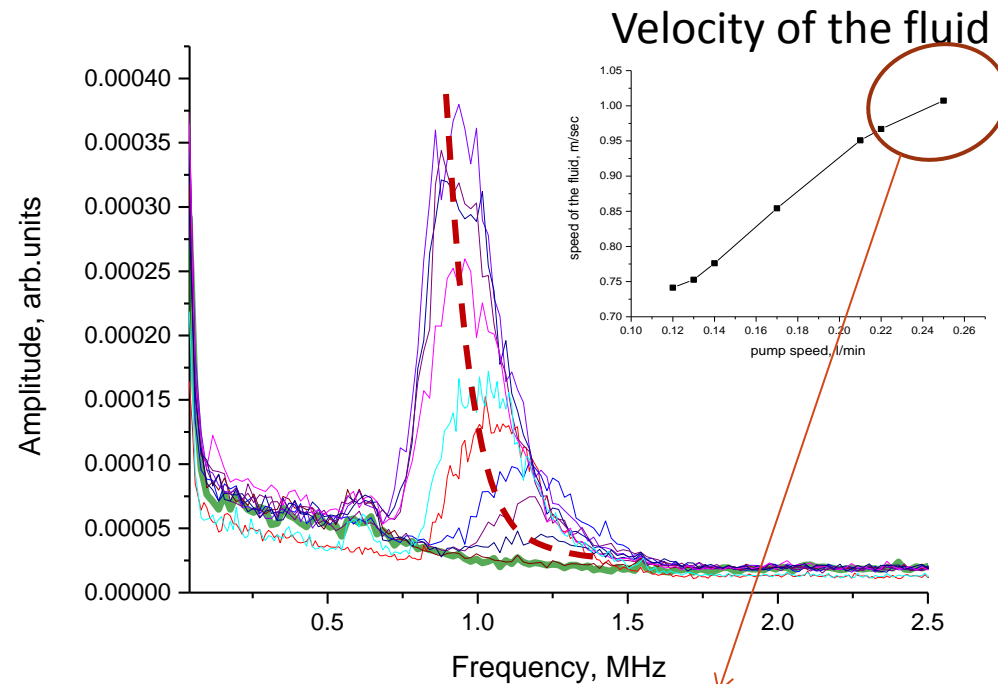 Velocity of the fluid
1.05
1.00
0.95
0.90
0.85
0.80
0.75
0.70
speed of the fluid, m/sec
0.10 0.12 0.14 0.16 0.18 0.20 0.22 0.24 0.26
pump speed, l/min
0.00040
0.00035
0.00030
0.00025
0.00020
0.00015
0.00010
0.00005
0.00000
Amplitude, arb.units
0.5 1.0 1.5 2.0 2.5
Frequency, MHz